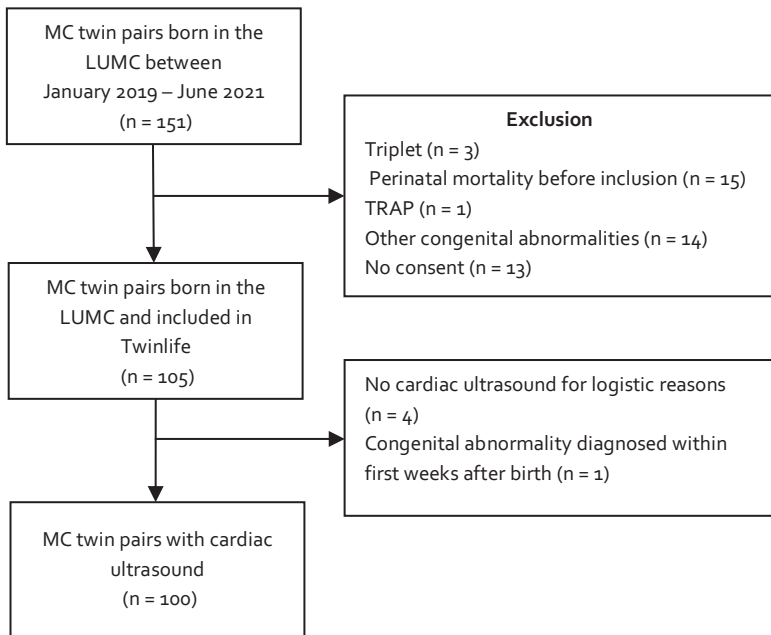 MC twin pairs born in the
LUMC between
January 2019 – June 2021
(n = 151)
Exclusion
Triplet (n = 3)
Perinatal mortality before inclusion (n = 15)
TRAP (n = 1)
Other congenital abnormalities (n = 14)
No consent (n = 13)
MC twin pairs born in the
LUMC and included in
Twinlife
(n = 105)
No cardiac ultrasound for logistic reasons
(n = 4)
Congenital abnormality diagnosed within
first weeks after birth (n = 1)
MC twin pairs with cardiac
ultrasound
(n = 100)